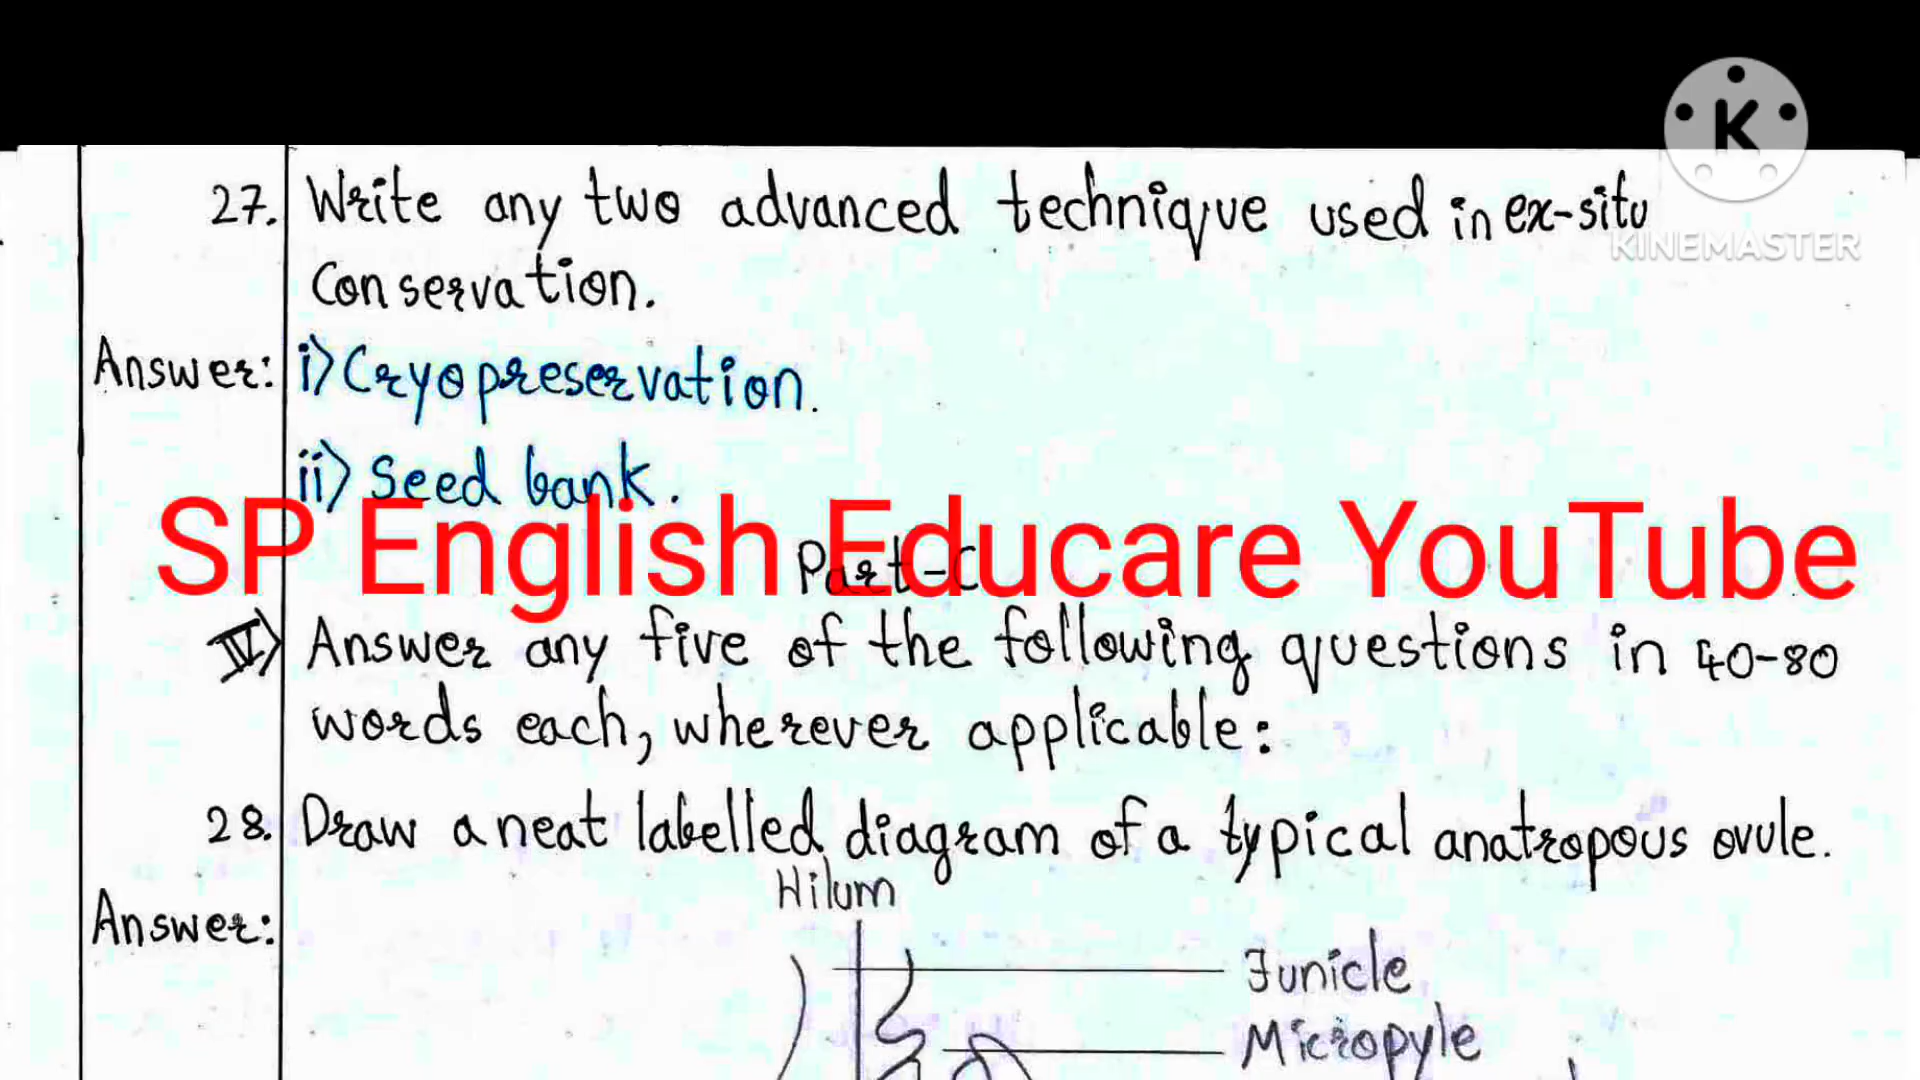 K
KINEMASTER
27. Write any two advanced technique used in ex-situ
Conservation.
Answer: i) Cryopreservation.
ii) Seed bank.
SP English Educare YouTube
Part-C
IV) Answer any five of the following questions in 40-80
words each, wherever applicable:
28. Draw a neat labelled diagram of a typical anatropous ovule.
Hilum
Answer:
Funicle
Micropyle